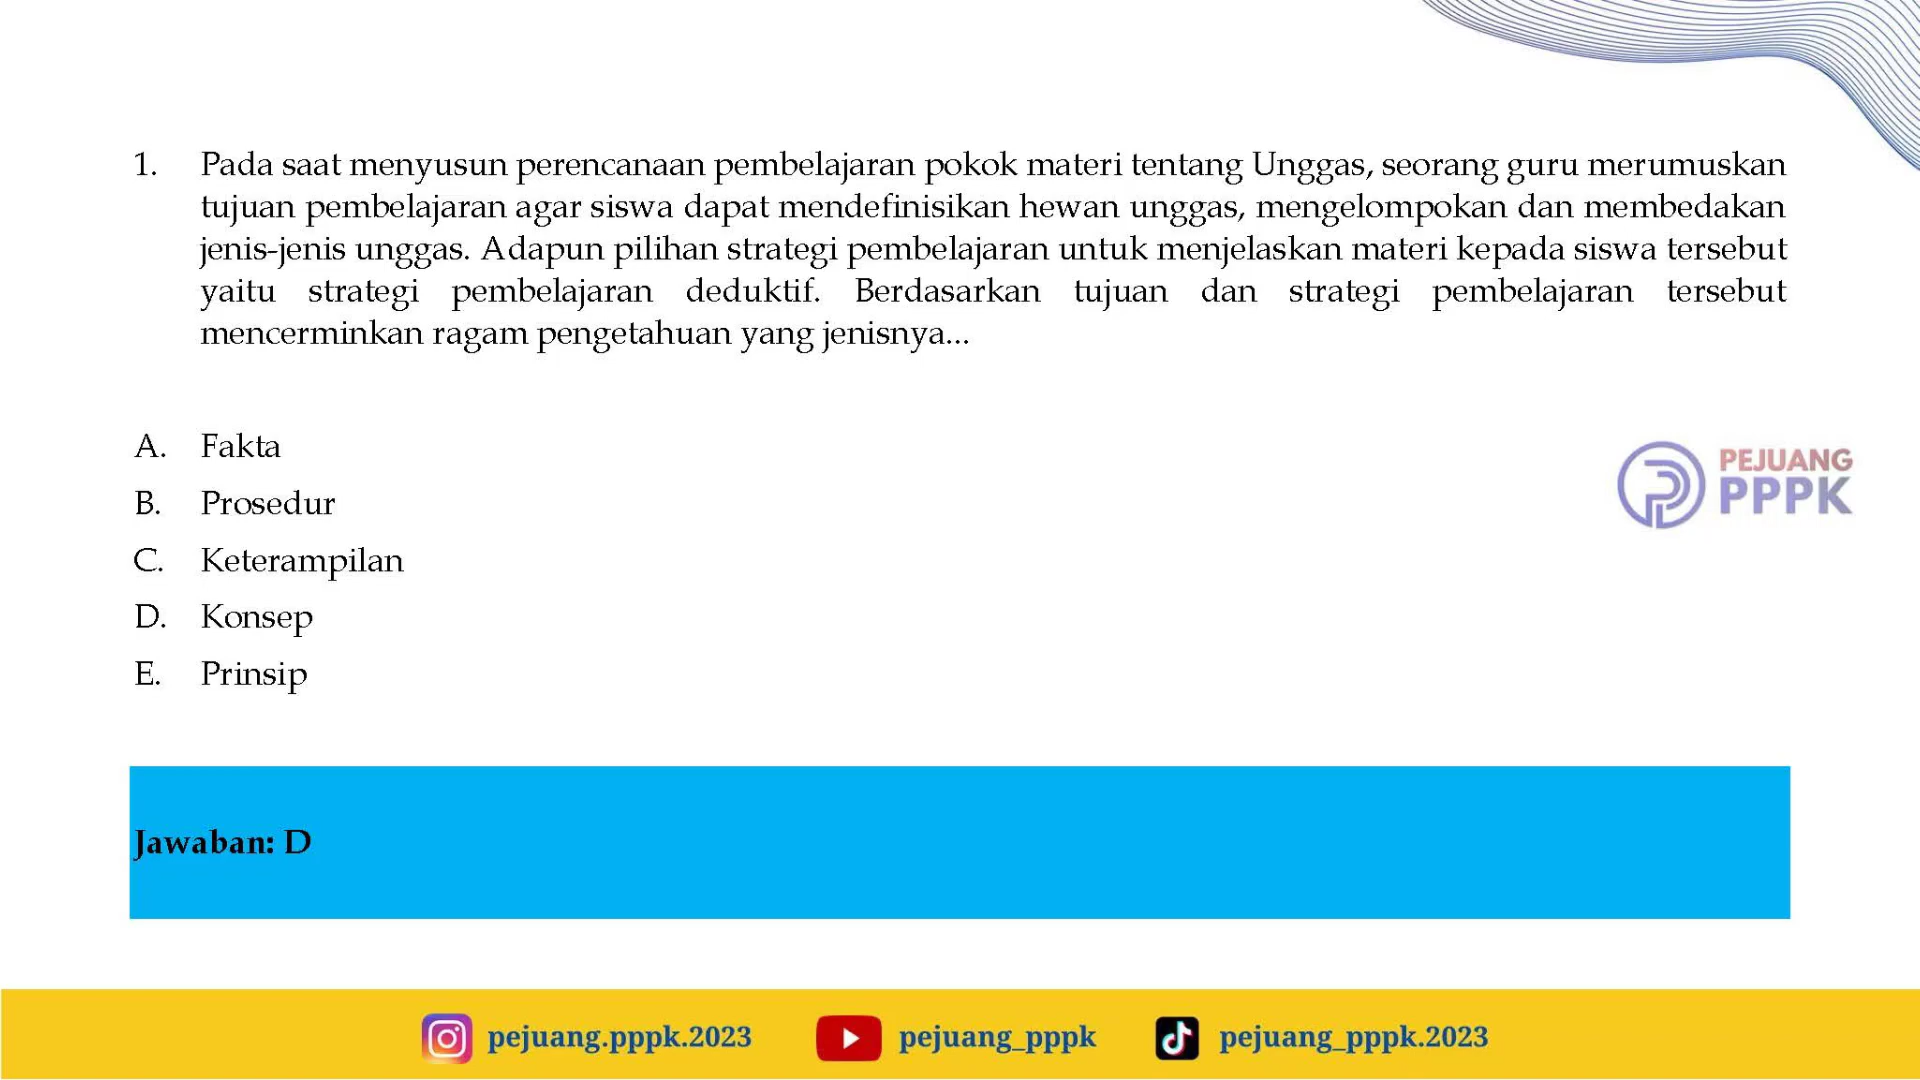 1. Pada saat menyusun perencanaan pembelajaran pokok materi tentang Unggas, seorang guru merumuskan
tujuan pembelajaran agar siswa dapat mendefinisikan hewan unggas, mengelompokan dan membedakan
jenis-jenis unggas. Adapun pilihan strategi pembelajaran untuk menjelaskan materi kepada siswa tersebut
yaitu strategi pembelajaran deduktif. Berdasarkan tujuan dan strategi pembelajaran tersebut
mencerminkan ragam pengetahuan yang jenisnya...
A. Fakta
B. Prosedur
C. Keterampilan
D. Konsep
E. Prinsip
PEJUANG
PPPK
Jawaban: D
pejuang.pppk.2023 pejuang_pppk pejuang_pppk.2023